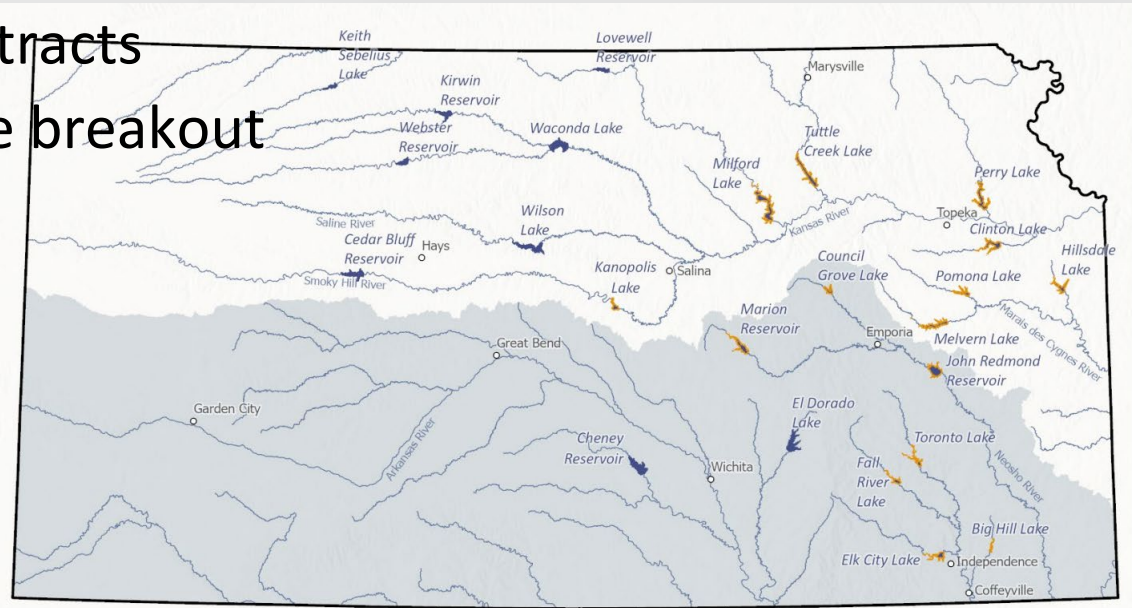 tracts
e breakout
Keith
Sebelius
Lake
Lovewell
Reservoir
Marysville
Kirwin
Reservoir
Webster
Reservoir
Waconda Lake
Tuttle
Creek Lake
Milford
Lake
Perry Lake
Topeka
Kansas River
Clinton Lake
Wilson
Lake
Saline River
Cedar Bluff
Reservoir
Hays
Smoky Hill River
Kanopolis
Lake
Salina
Council
Grove Lake
Hillsdale
Lake
Pomona Lake
Marais des Cygnes River
Marion
Reservoir
Emporia
Melvern Lake
John Redmond
Reservoir
Great Bend
Garden City
Arkansas River
El Dorado
Lake
Cheney
Reservoir
Wichita
Toronto Lake
Fall
River
Lake
Neosho River
Big Hill Lake
Elk City Lake
Independence
Coffeyville